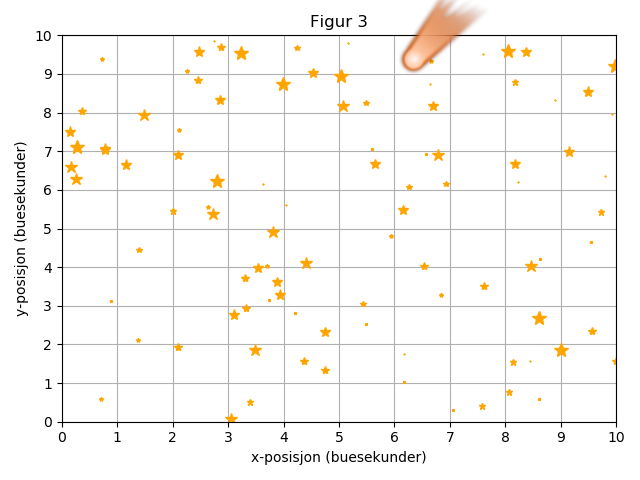 Figur 3
10
9
8
7
6
5
4
3
2
1
0
y-posisjon (buesekunder)
0 1 2 3 4 5 6 7 8 9 10
x-posisjon (buesekunder)